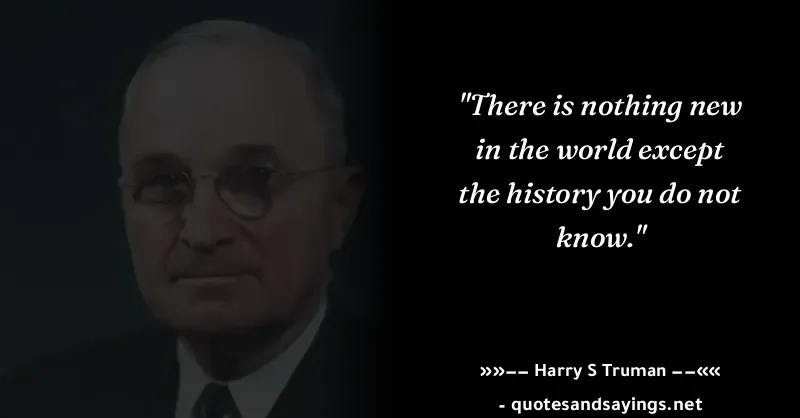 "There is nothing new
in the world except
the history you do not
know."
»»−− Harry S Truman −−««
- quotesandsayings.net